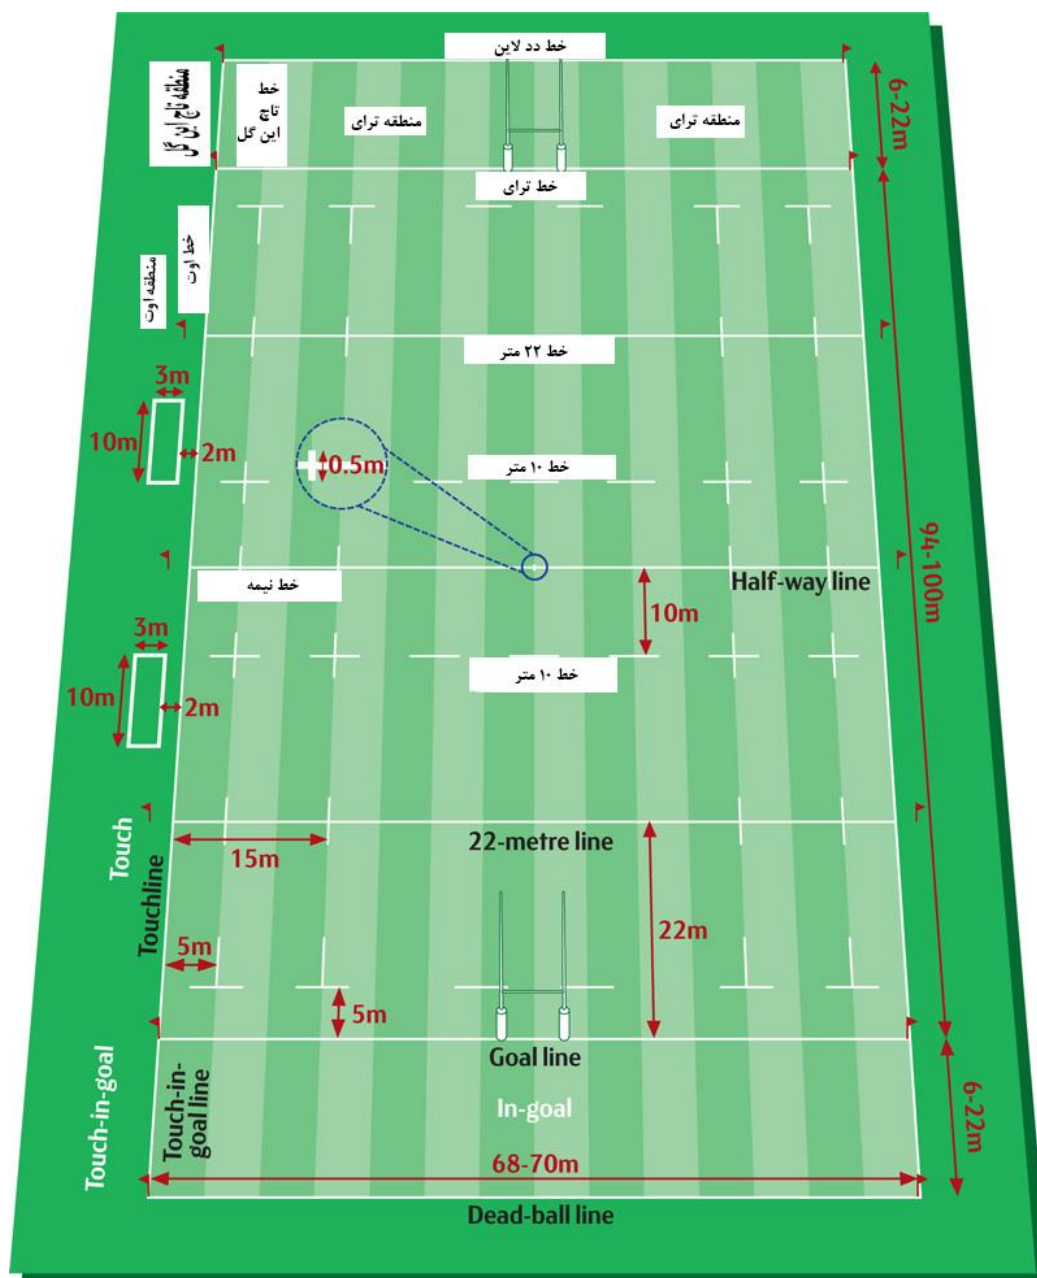 خط دد لاین
منطقه تاچ این گل
خط
تاچ
این گل
منطقه ترای
منطقه ترای
6-22m
خط ترای
خط اوت
منطقه اوت
خط ۲۲ متر
3m
10m
2m
0.5m
خط ۱۰ متر
94-100m
Half-way line
خط نیمه
10m
3m
10m
2m
خط ۱۰ متر
Touch
Touchline
15m
22-metre line
22m
5m
5m
Goal line
Touch-in-goal
Touch-in-
goal line
In-goal
6-22m
68-70m
Dead-ball line